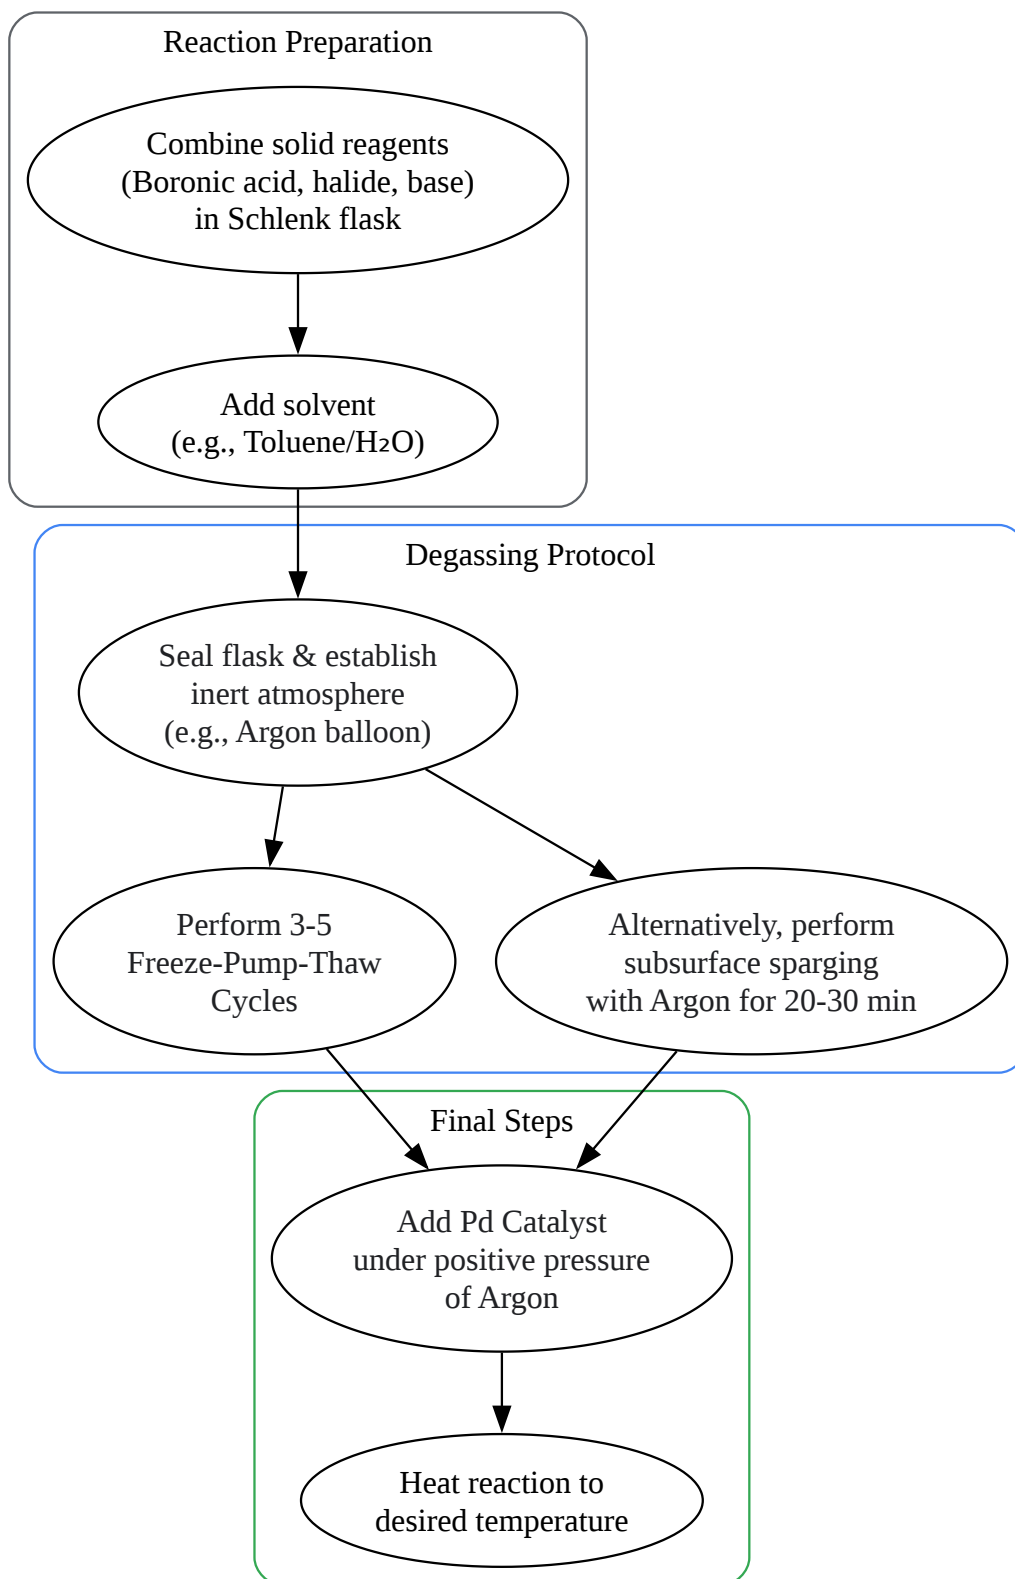 Reaction Preparation
Combine solid reagents
(Boronic acid, halide, base)
in Schlenk flask
Add solvent
(e.g., Toluene/H₂O)
Degassing Protocol
Seal flask & establish
inert atmosphere
(e.g., Argon balloon)
Perform 3-5
Freeze-Pump-Thaw
Cycles
Alternatively, perform
subsurface sparging
with Argon for 20-30 min
Final Steps
Add Pd Catalyst
under positive pressure
of Argon
Heat reaction to
desired temperature